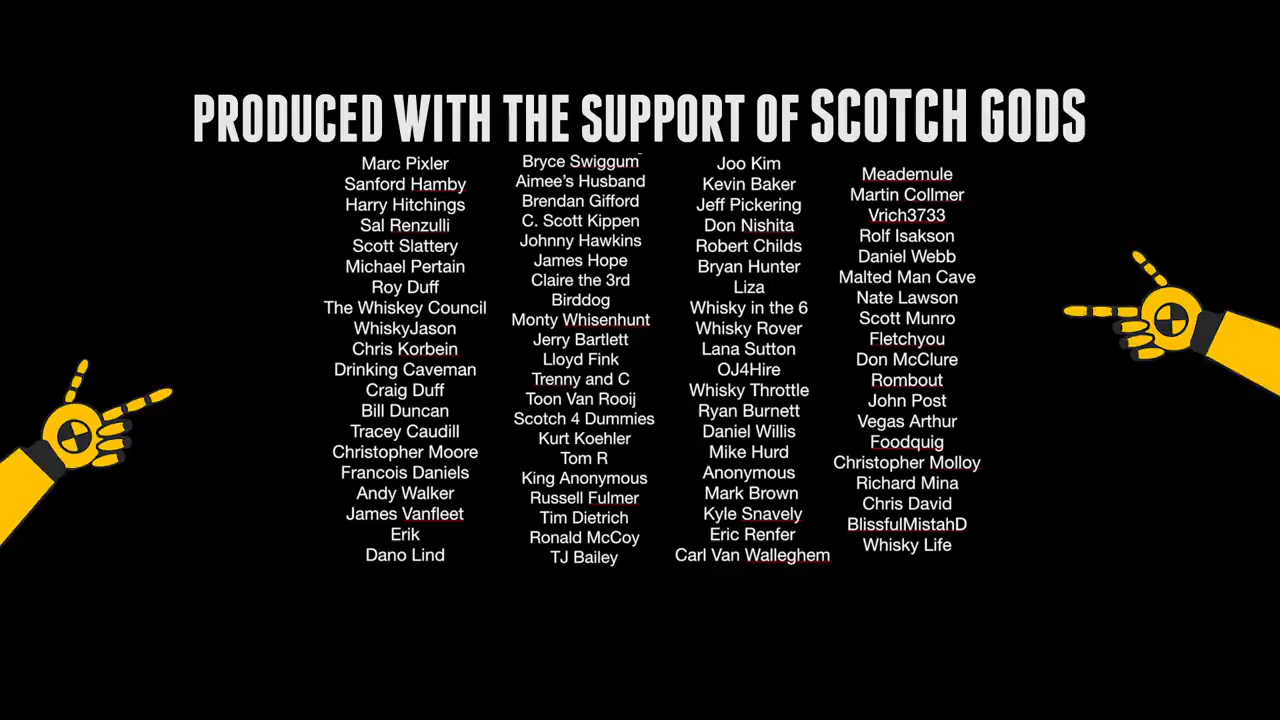 PRODUCED WITH THE SUPPORT OF SCOTCH GODS
Marc Pixler
Sanford Hamby
Harry Hitchings
Sal Renzulli
Scott Slattery
Michael Pertain
Roy Duff
The Whiskey Council
WhiskyJason
Chris Korbein
Drinking Caveman
Craig Duff
Bill Duncan
Tracey Caudill
Christopher Moore
Francois Daniels
Andy Walker
James Vanfleet
Erik
Dano Lind
Bryce Swiggum
Aimee's Husband
Brendan Gifford
C. Scott Kippen
Johnny Hawkins
James Hope
Claire the 3rd
Birddog
Monty Whisenhunt
Jerry Bartlett
Lloyd Fink
Trenny and C
Toon Van Rooij
Scotch 4 Dummies
Kurt Koehler
Tom R
King Anonymous
Russell Fulmer
Tim Dietrich
Ronald McCoy
TJ Bailey
Joo Kim
Kevin Baker
Jeff Pickering
Don Nishita
Robert Childs
Bryan Hunter
Liza
Whisky in the 6
Whisky Rover
Lana Sutton
OJ4Hire
Whisky Throttle
Ryan Burnett
Daniel Willis
Mike Hurd
Anonymous
Mark Brown
Kyle Snavely
Eric Renfer
Carl Van Walleghem
Meademule
Martin Collmer
Vrich3733
Rolf Isakson
Daniel Webb
Malted Man Cave
Nate Lawson
Scott Munro
Fletchyou
Don McClure
Rombout
John Post
Vegas Arthur
Foodquig
Christopher Molloy
Richard Mina
Chris David
BlissfulMistahD
Whisky Life